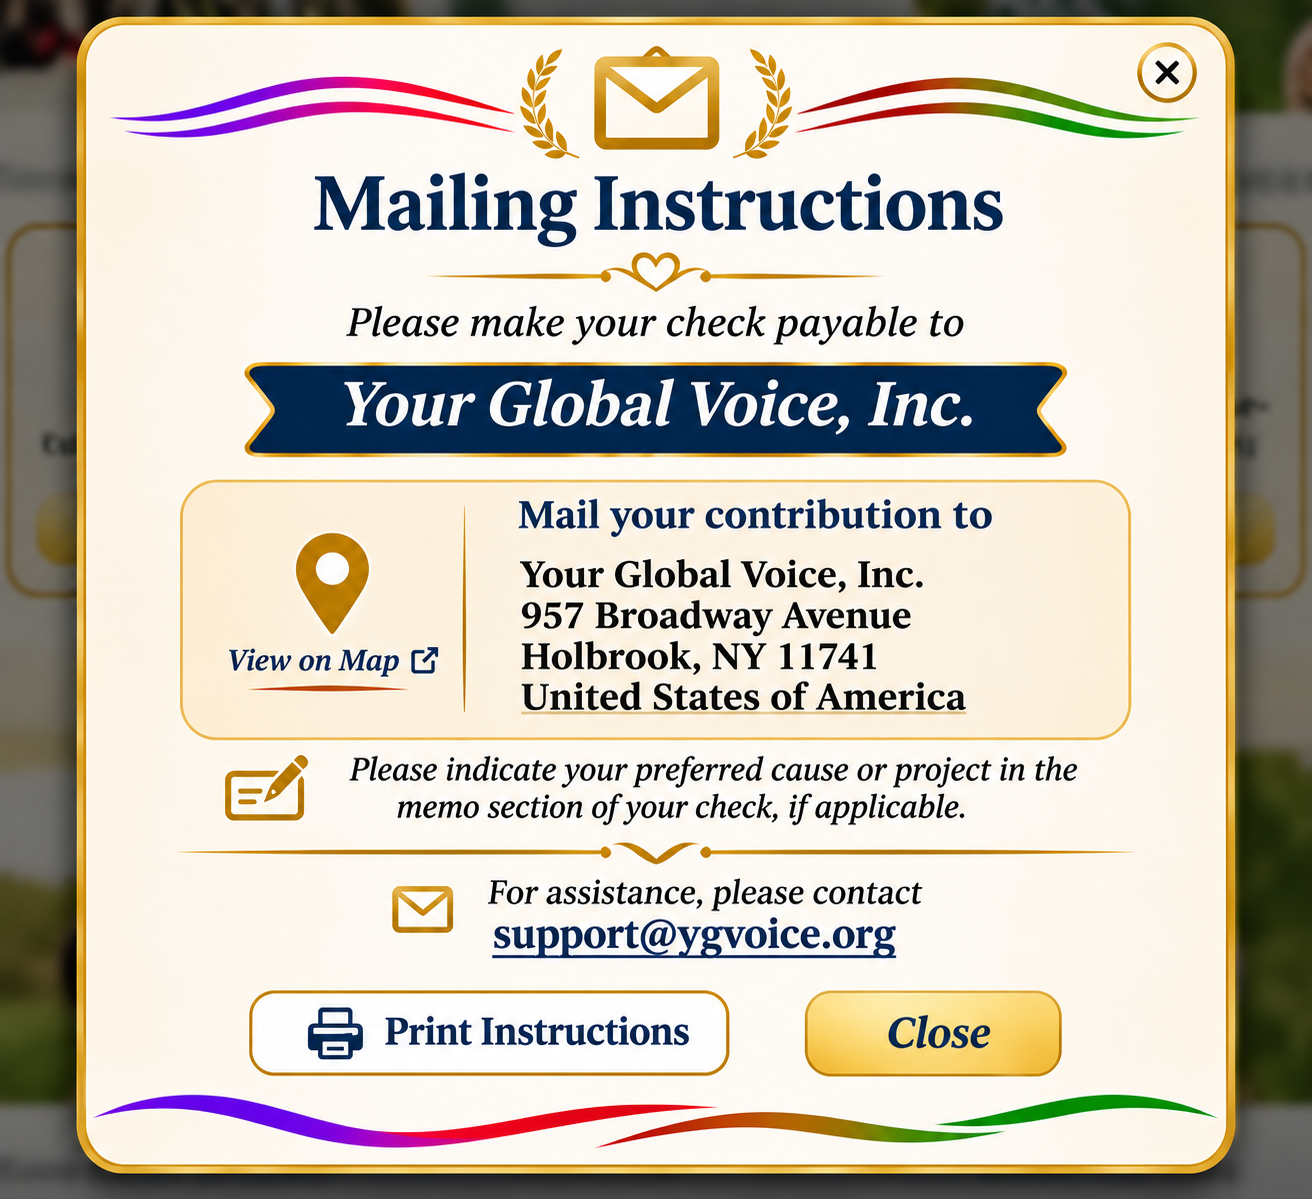 Mailing Instructions
Please make your check payable to
Your Global Voice, Inc.
Mail your contribution to
Your Global Voice, Inc.
957 Broadway Avenue
Holbrook, NY 11741
United States of America
View on Map
Please indicate your preferred cause or project in the
memo section of your check, if applicable.
For assistance, please contact
support@ygvoice.org
Print Instructions
Close